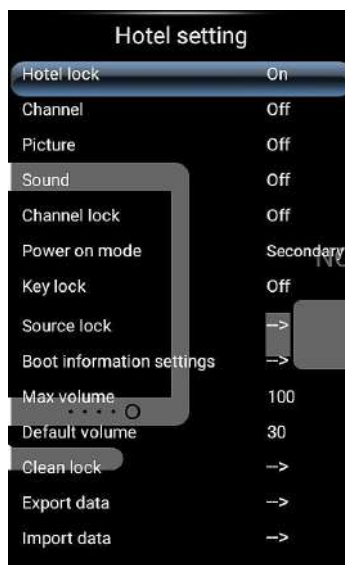 Hotel setting
Hotel lock On
Channel Off
Picture Off
Sound Off
Channel lock Off
Power on mode Secondary
Key lock Off
Source lock -->
Boot information settings -->
Max volume 100
Default volume 30
Clean lock -->
Export data -->
Import data -->